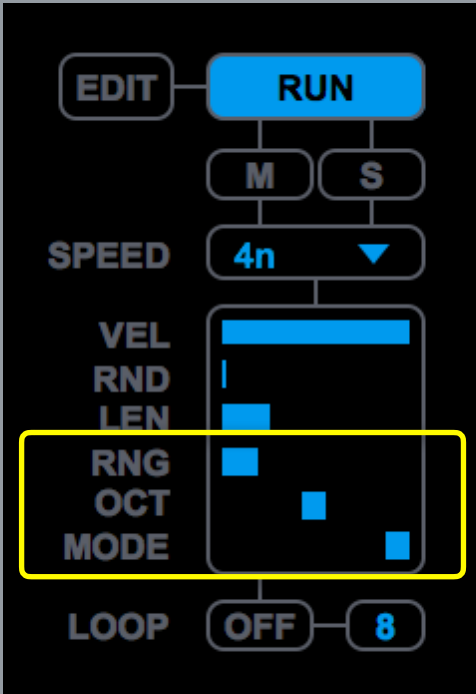 EDIT RUN
M S
SPEED 4n
VEL
RND
LEN
RNG
OCT
MODE
LOOP OFF 8